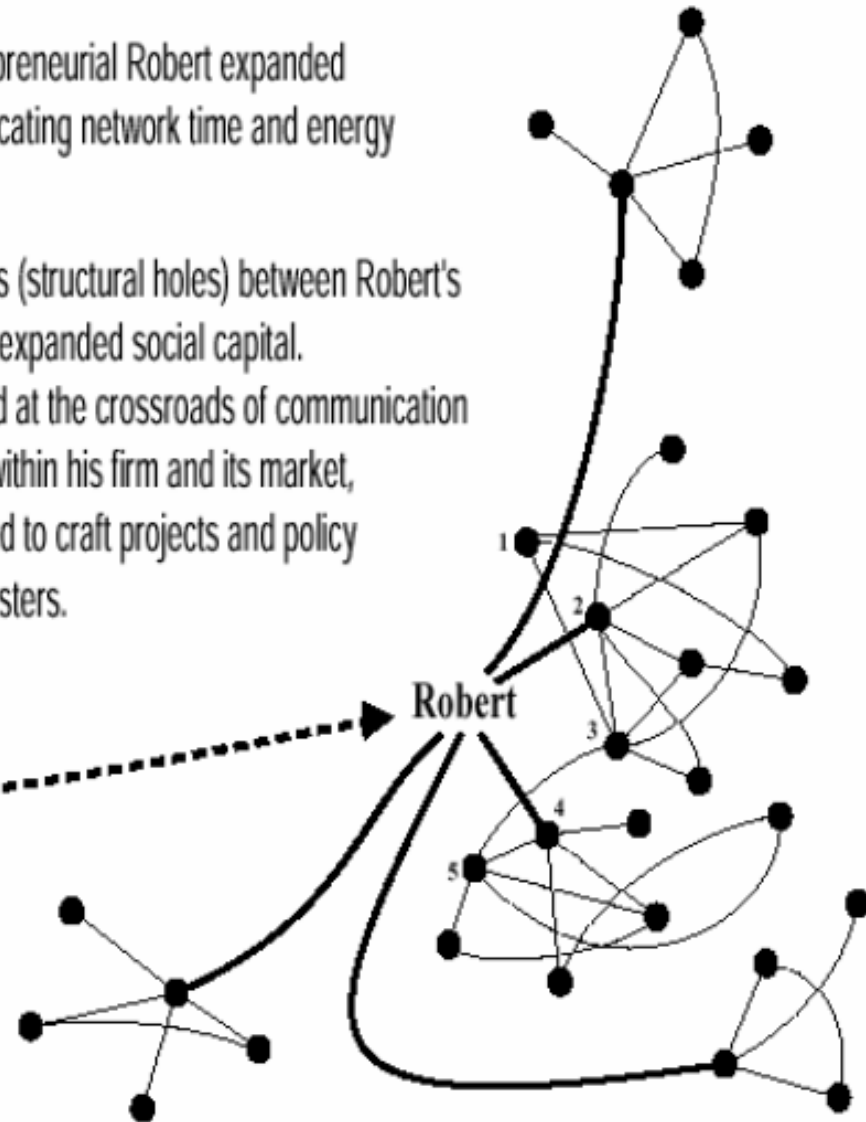 preneurial Robert expanded
cating network time and energy
s (structural holes) between Robert's
expanded social capital.
d at the crossroads of communication
within his firm and its market,
d to craft projects and policy
sters.
1
2
Robert
3
4
5